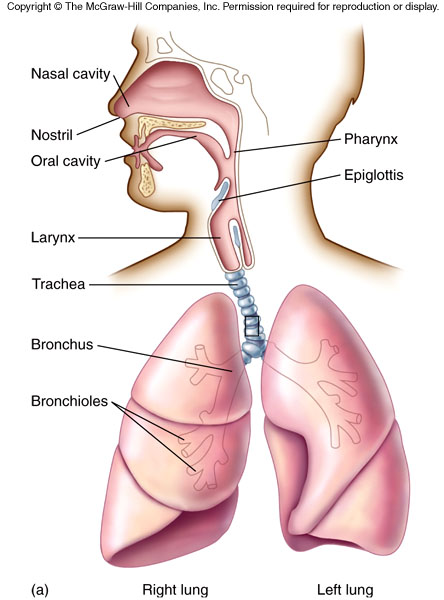 Copyright © The McGraw-Hill Companies, Inc. Permission required for reproduction or display.
Nasal cavity
Nostril
Oral cavity
Pharynx
Epiglottis
Larynx
Trachea
Bronchus
Bronchioles
(a) Right lung Left lung